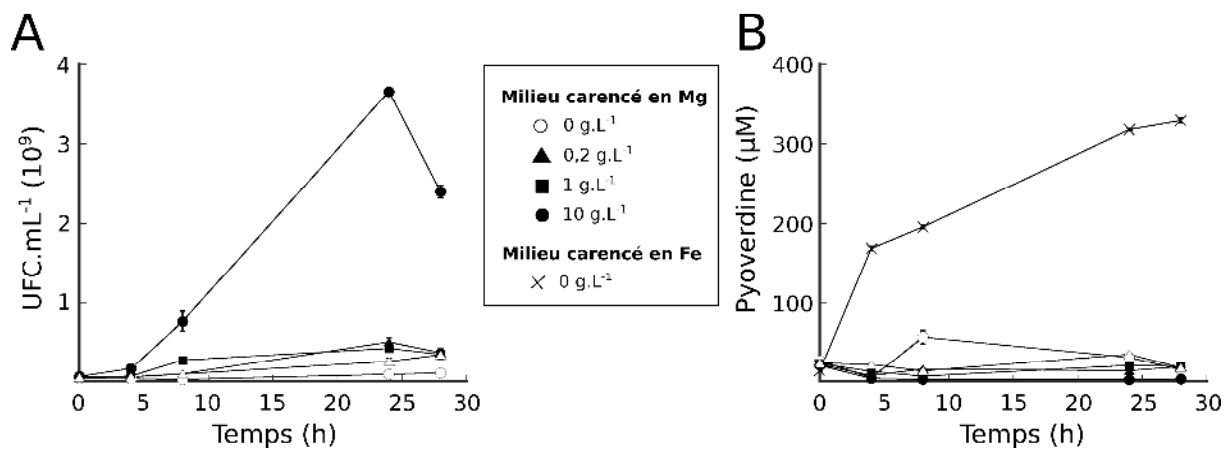 A
UFC.mL⁻¹ (10⁹)
4
3
2
1
0
5
10
15
20
25
30
Temps (h)
Milieu carencé en Mg
0 g.L⁻¹
0,2 g.L⁻¹
1 g.L⁻¹
10 g.L⁻¹
Milieu carencé en Fe
0 g.L⁻¹
B
Pyoverdine (µM)
400
300
200
100
0
5
10
15
20
25
30
Temps (h)